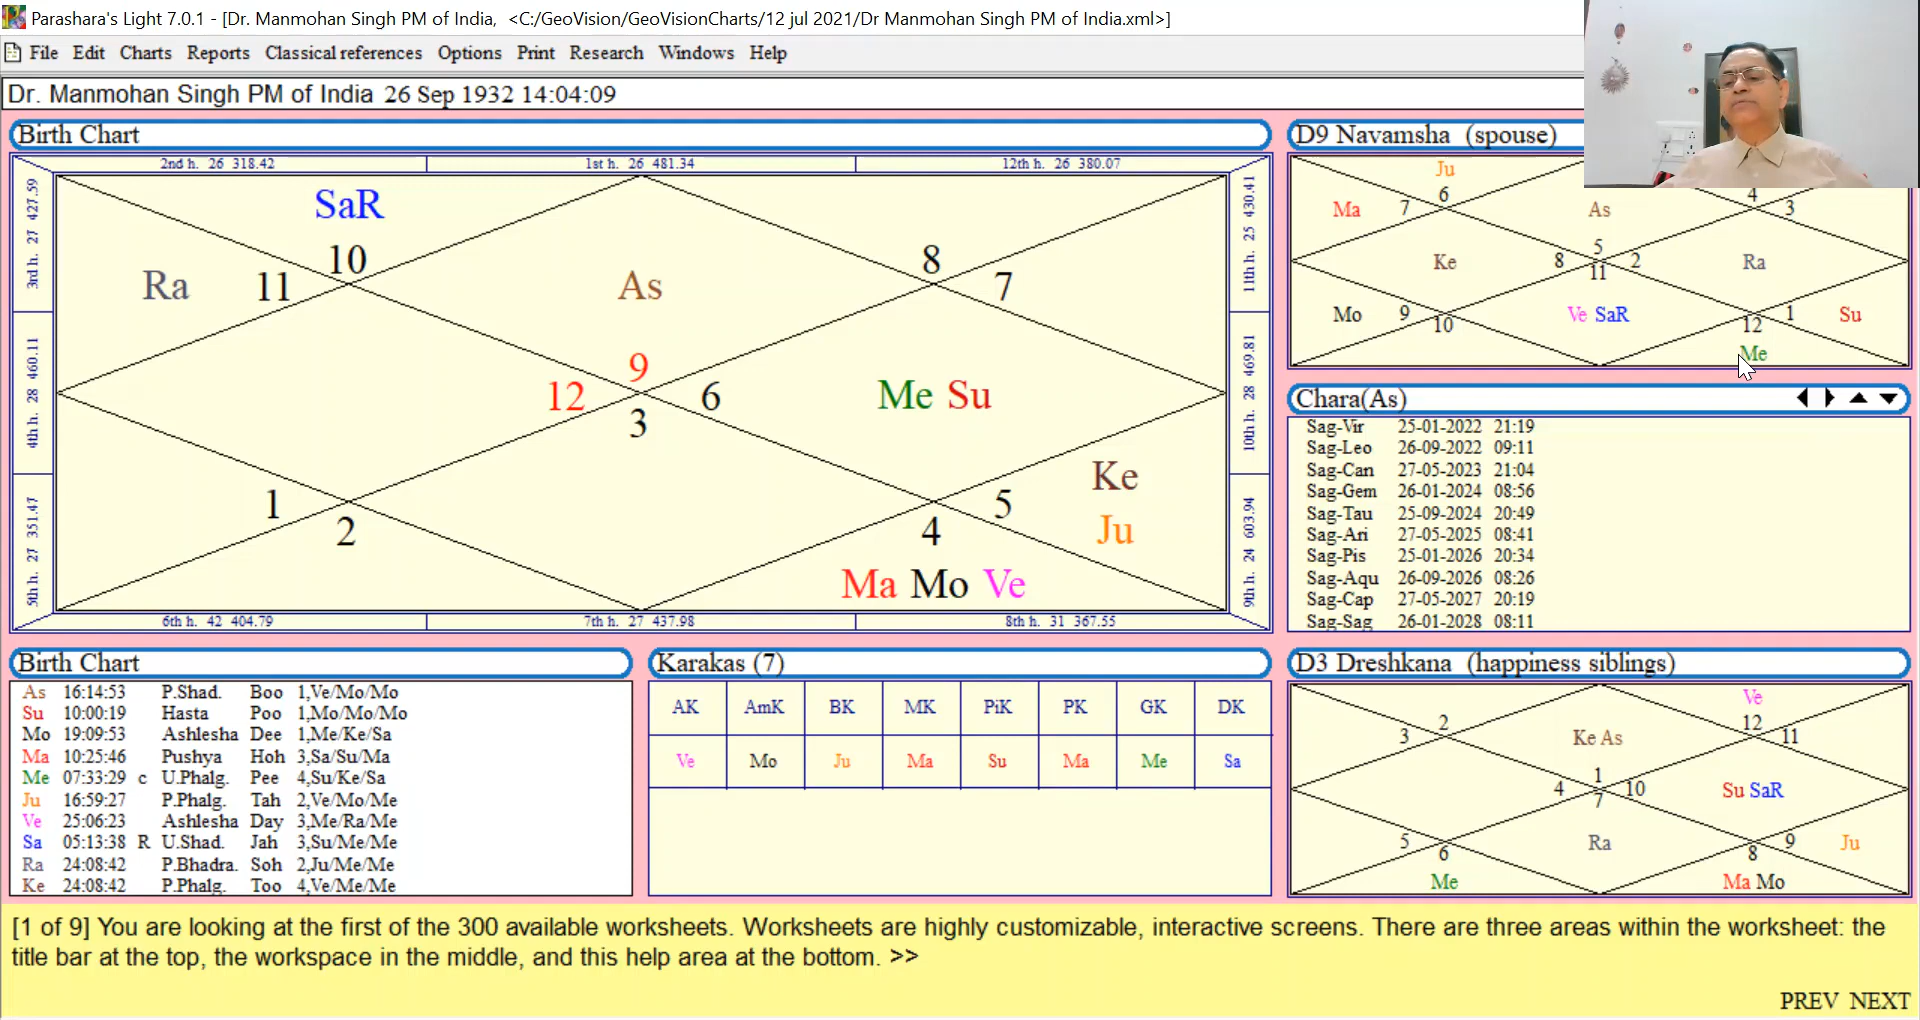 Parashara's Light 7.0.1 - [Dr. Manmohan Singh PM of India, <C:/GeoVision/GeoVisionCharts/12 jul 2021/Dr Manmohan Singh PM of India.xml>]
File Edit Charts Reports Classical references Options Print Research Windows Help
Dr. Manmohan Singh PM of India 26 Sep 1932 14:04:09
Birth Chart
2nd h. 26 318.42
1st h. 26 481.34
12th h. 26 380.07
3rd h. 27 427.59
11th h. 25 430.41
4th h. 28 460.11
10th h. 28 469.81
5th h. 27 351.47
9th h. 24 603.94
6th h. 42 404.79
7th h. 27 437.98
8th h. 31 367.55
SaR
10
8
Ra 11
As
7
9
12
6
Me Su
3
Ke
1
5
Ju
2
4
Ma Mo Ve
D9 Navamsha (spouse)
Ju
6
4
Ma 7
As
3
5
Ke
8
2
Ra
11
Mo 9
Ve SaR
1 Su
10
12
Me
Chara(As)
Sag-Vir 25-01-2022 21:19
Sag-Leo 26-09-2022 09:11
Sag-Can 27-05-2023 21:04
Sag-Gem 26-01-2024 08:56
Sag-Tau 25-09-2024 20:49
Sag-Ari 27-05-2025 08:41
Sag-Pis 25-01-2026 20:34
Sag-Aqu 26-09-2026 08:26
Sag-Cap 27-05-2027 20:19
Sag-Sag 26-01-2028 08:11
Birth Chart
As 16:14:53 P.Shad. Boo 1,Ve/Mo/Mo
Su 10:00:19 Hasta Poo 1,Mo/Mo/Mo
Mo 19:09:53 Ashlesha Dee 1,Me/Ke/Sa
Ma 10:25:46 Pushya Hoh 3,Sa/Su/Ma
Me 07:33:29 c U.Phalg. Pee 4,Su/Ke/Sa
Ju 16:59:27 P.Phalg. Tah 2,Ve/Mo/Me
Ve 25:06:23 Ashlesha Day 3,Me/Ra/Me
Sa 05:13:38 R U.Shad. Jah 3,Su/Me/Me
Ra 24:08:42 P.Bhadra. Soh 2,Ju/Me/Me
Ke 24:08:42 P.Phalg. Too 4,Ve/Me/Me
Karakas (7)
AK AmK BK MK PiK PK GK DK
Ve Mo Ju Ma Su Ma Me Sa
D3 Dreshkana (happiness siblings)
Ve
2
12
3
Ke As
11
1
4
10
Su SaR
7
5
Ra
9 Ju
6
8
Me
Ma Mo
[1 of 9] You are looking at the first of the 300 available worksheets. Worksheets are highly customizable, interactive screens. There are three areas within the worksheet: the
title bar at the top, the workspace in the middle, and this help area at the bottom. >>
PREV NEXT